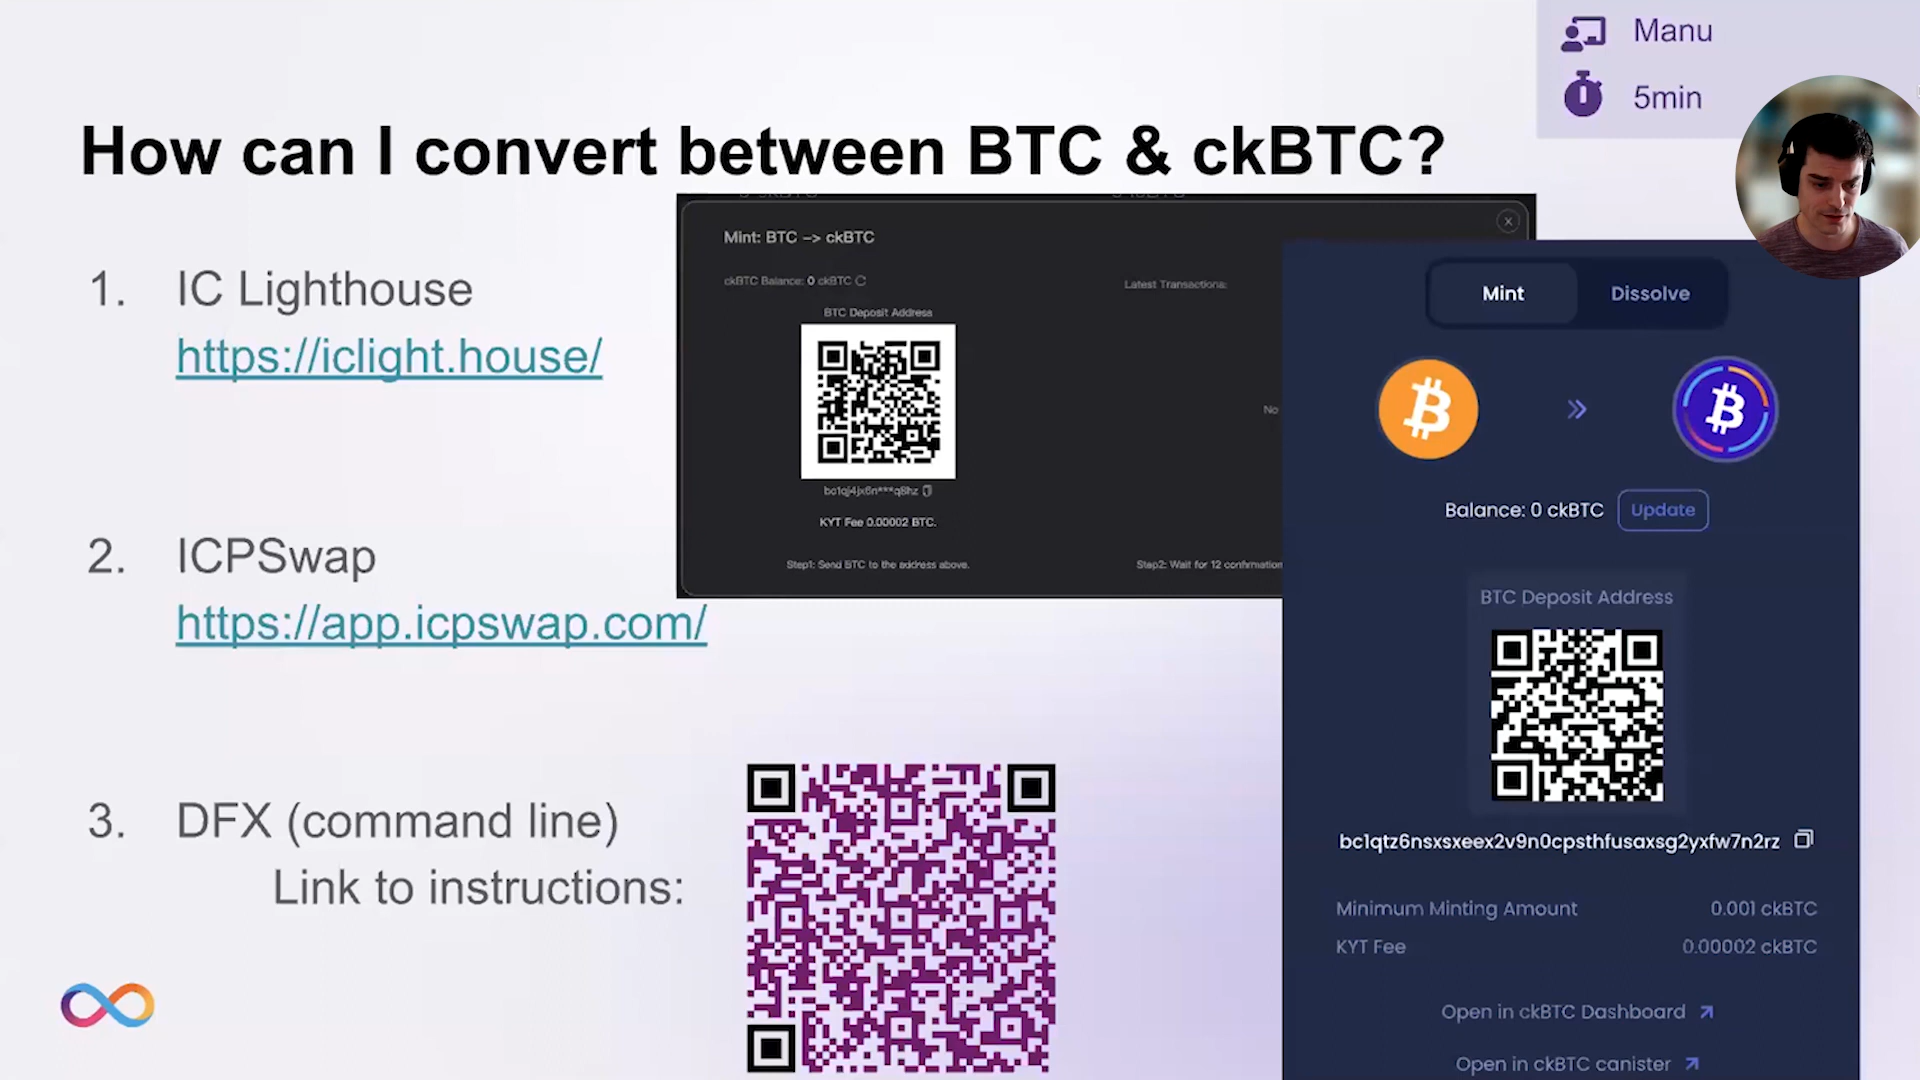 Manu
5min
How can I convert between BTC & ckBTC?
1. IC Lighthouse
https://iclight.house/
2. ICPSwap
https://app.icpswap.com/
3. DFX (command line)
Link to instructions:
Mint: BTC –> ckBTC
ckBTC Balance: 0 ckBTC
Latest Transactions:
BTC Deposit Address
No
bc1qj4jx6n***q8hz
KYT Fee 0.00002 BTC.
Step1: Send BTC to the address above.
Step2: Wait for 12 confirmation
Mint
Dissolve
Balance: 0 ckBTC
Update
BTC Deposit Address
bc1qtz6nsxsxeex2v9n0cpsthfusaxsg2yxfw7n2rz
Minimum Minting Amount 0.001 ckBTC
KYT Fee 0.00002 ckBTC
Open in ckBTC Dashboard
Open in ckBTC canister